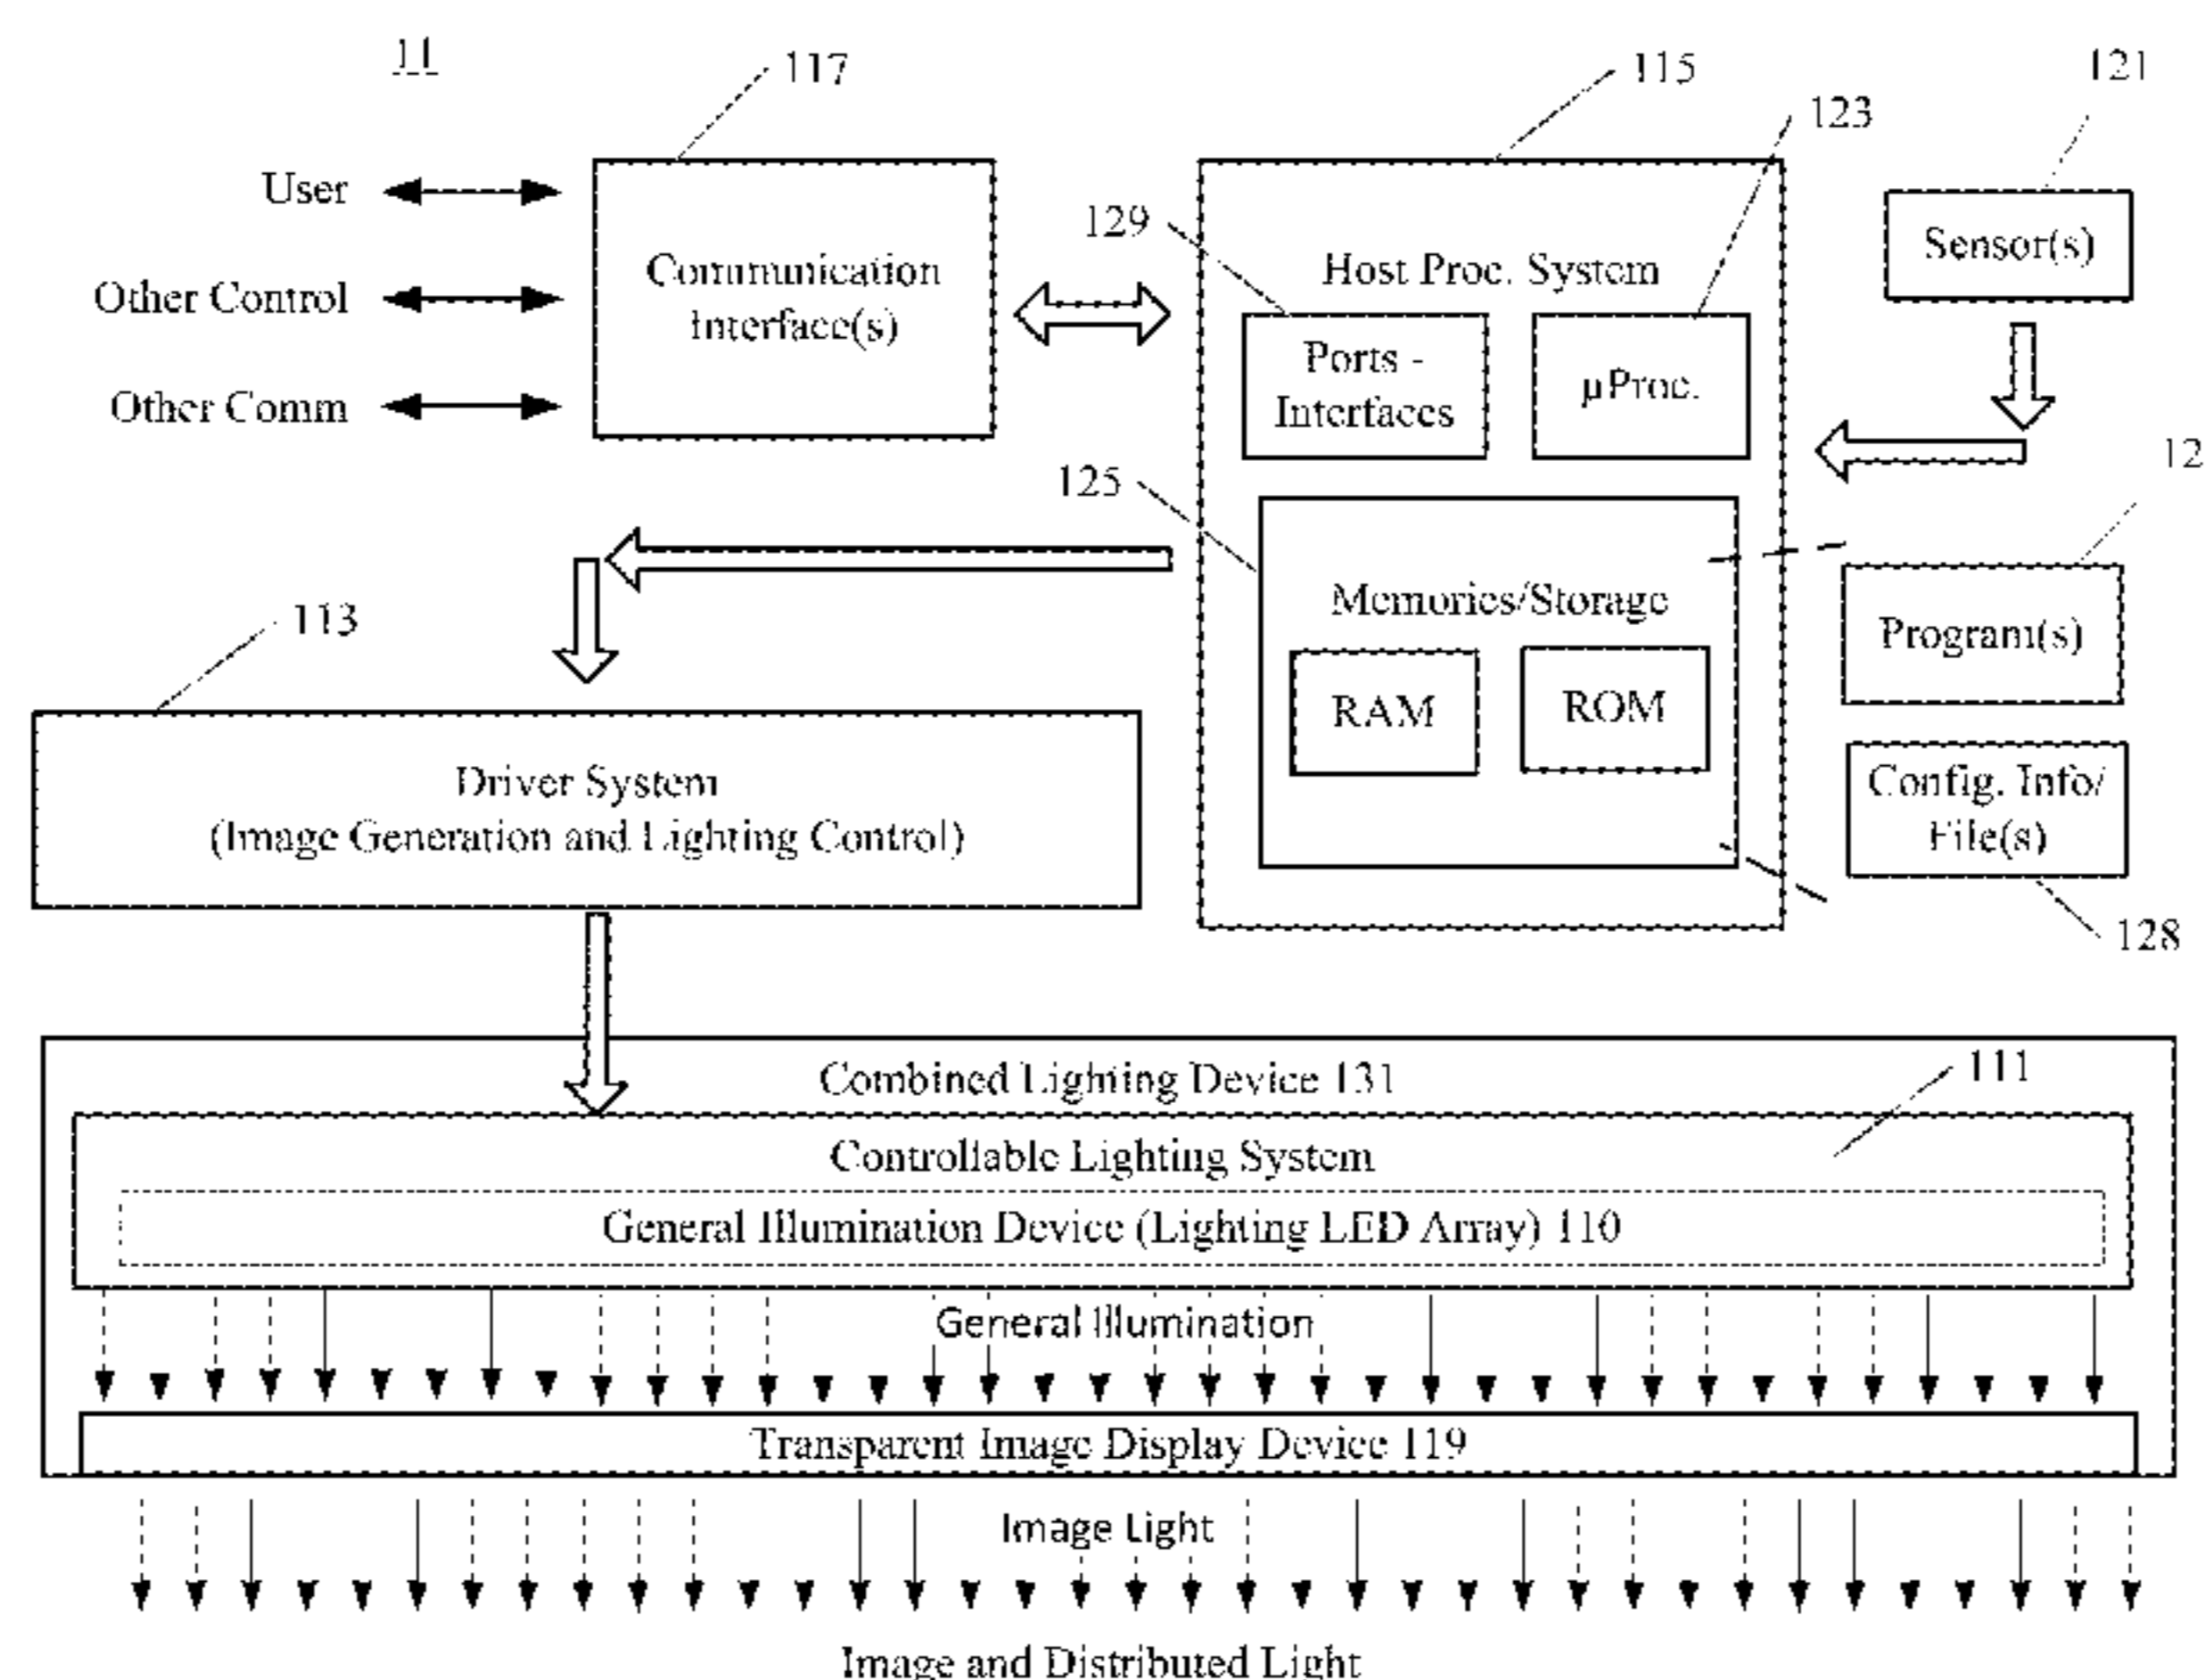 11
117
115
121
123
User
129
Sensor(s)
Communication
Interface(s)
Host Proc. System
Other Control
Ports -
Interfaces
µProc.
Other Comm
12
125
Memories/Storage
113
Program(s)
RAM
ROM
Driver System
(Image Generation and Lighting Control)
Config. Info/
File(s)
128
Combined Lighting Device 131
111
Controllable Lighting System
General Illumination Device (Lighting LED Array) 110
General Illumination
Transparent Image Display Device 119
Image Light
Image and Distributed Light